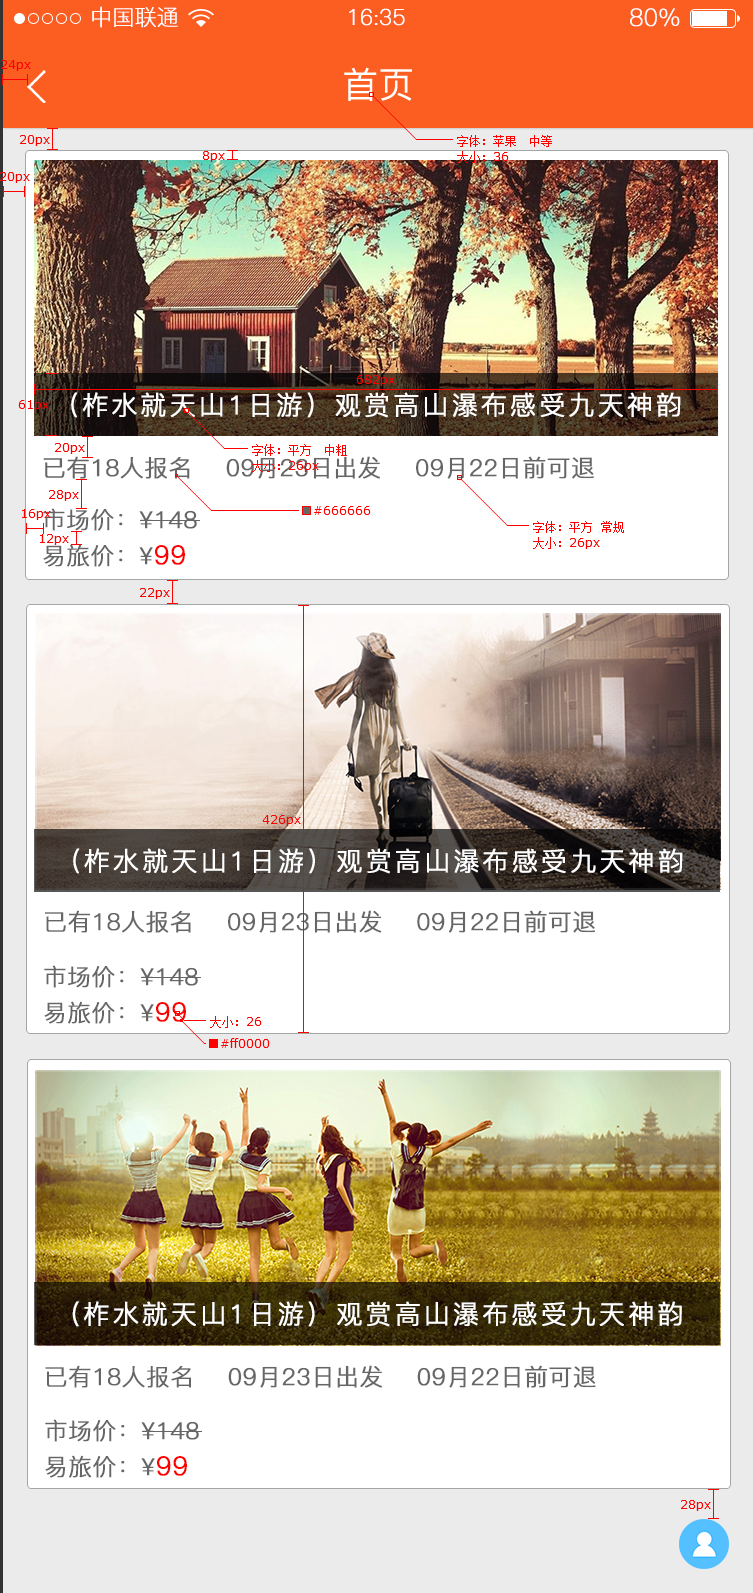 中国联通 16:35 80%
24px
首页
20px
字体：苹果 中等
大小：36
8px
20px
682px
61px
（柞水就天山1日游）观赏高山瀑布感受九天神韵
20px
字体：平方 中粗
大小：26px
已有18人报名 09月23日出发 09月22日前可退
28px
#666666
16px
市场价：¥148
字体：平方 常规
大小：26px
12px
易旅价：¥99
22px
426px
（柞水就天山1日游）观赏高山瀑布感受九天神韵
已有18人报名 09月23日出发 09月22日前可退
市场价：¥148
易旅价：¥99
大小：26
#ff0000
（柞水就天山1日游）观赏高山瀑布感受九天神韵
已有18人报名 09月23日出发 09月22日前可退
市场价：¥148
易旅价：¥99
28px